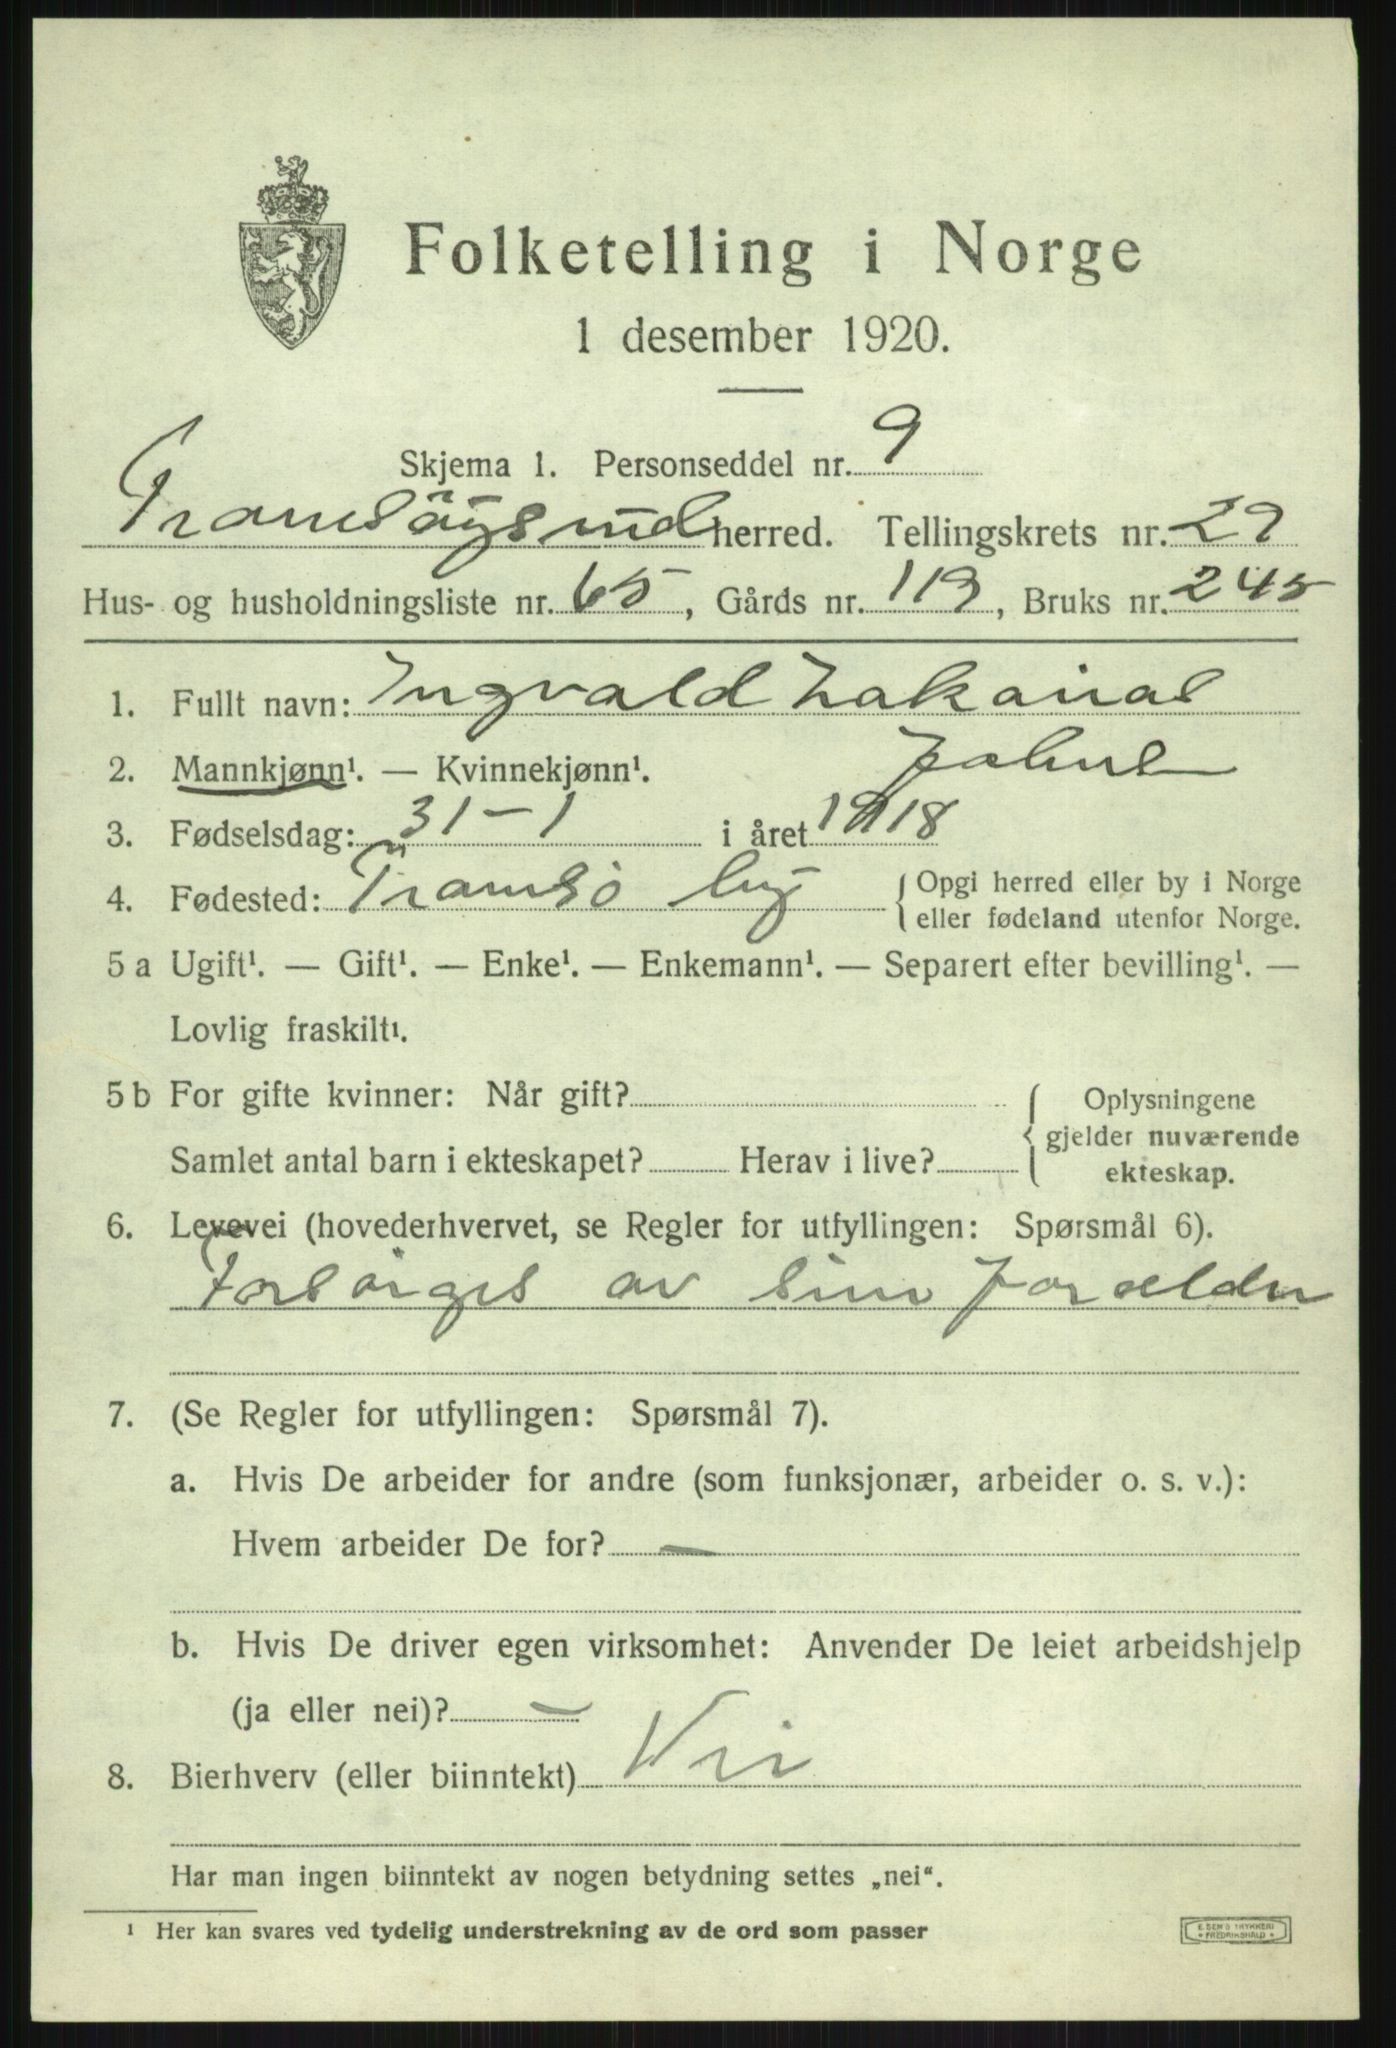 Folketelling i Norge
1 desember 1920.
Skjema 1. Personseddel nr. 9
Tromsöysund herred. Tellingskrets nr. 29
Hus- og husholdningsliste nr. 65, Gårds nr. 119, Bruks nr. 245
1. Fullt navn: Ingvald Zakarias
2. Mannkjønn¹. — Kvinnekjønn¹.
3. Fødselsdag: 31-1 i året 1918
4. Fødested: Tromsö by { Opgi herred eller by i Norge
eller fødeland utenfor Norge.
5 a Ugift¹. — Gift¹. — Enke¹. — Enkemann¹. — Separert efter bevilling¹. —
Lovlig fraskilt¹.
5 b For gifte kvinner: Når gift? { Oplysningene
gjelder nuværende
Samlet antal barn i ekteskapet? Herav i live? ekteskap.
6. Levevei (hovederhvervet, se Regler for utfyllingen: Spørsmål 6).
Forsörges av sine forældre
7. (Se Regler for utfyllingen: Spørsmål 7).
a. Hvis De arbeider for andre (som funksjonær, arbeider o. s. v.):
Hvem arbeider De for? —
b. Hvis De driver egen virksomhet: Anvender De leiet arbeidshjelp
(ja eller nei)? —
8. Bierhverv (eller biinntekt) Nei
Har man ingen biinntekt av nogen betydning settes „nei“.
¹ Her kan svares ved tydelig understrekning av de ord som passer
E. SEM'S TRYKKERI
FREDRIKSHALD